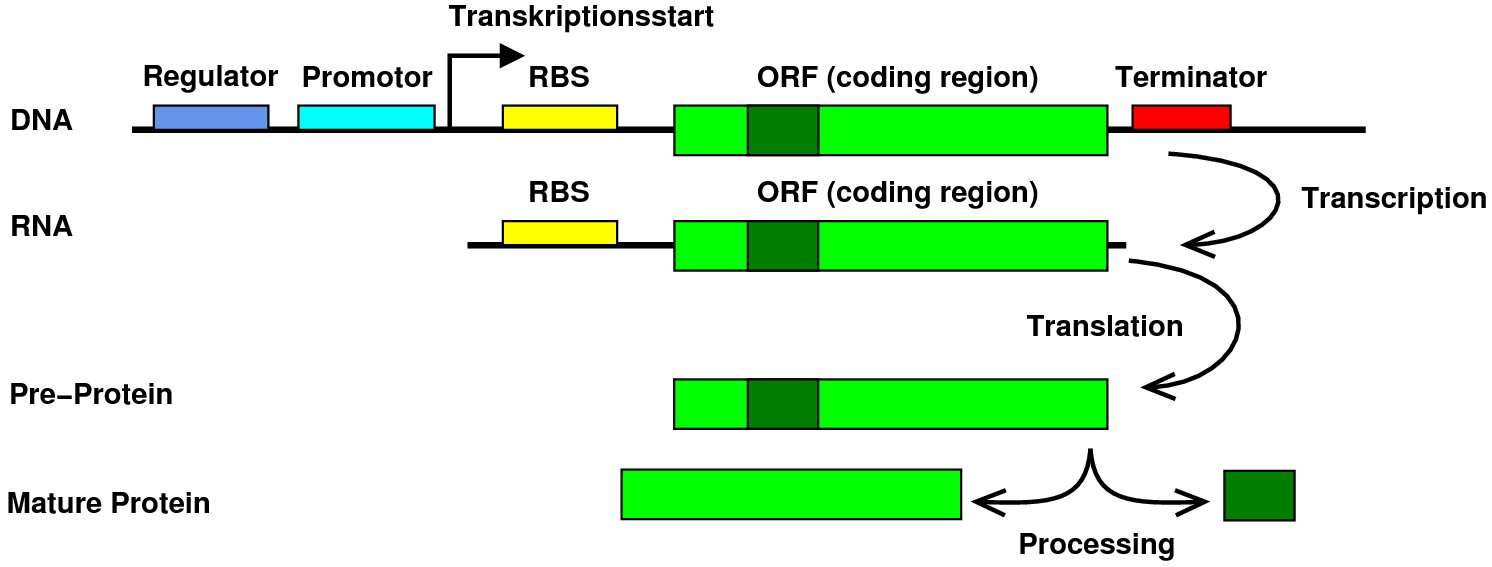 Transkriptionsstart
Regulator
Promotor
RBS
ORF (coding region)
Terminator
DNA
RBS
ORF (coding region)
Transcription
RNA
Translation
Pre−Protein
Mature Protein
Processing